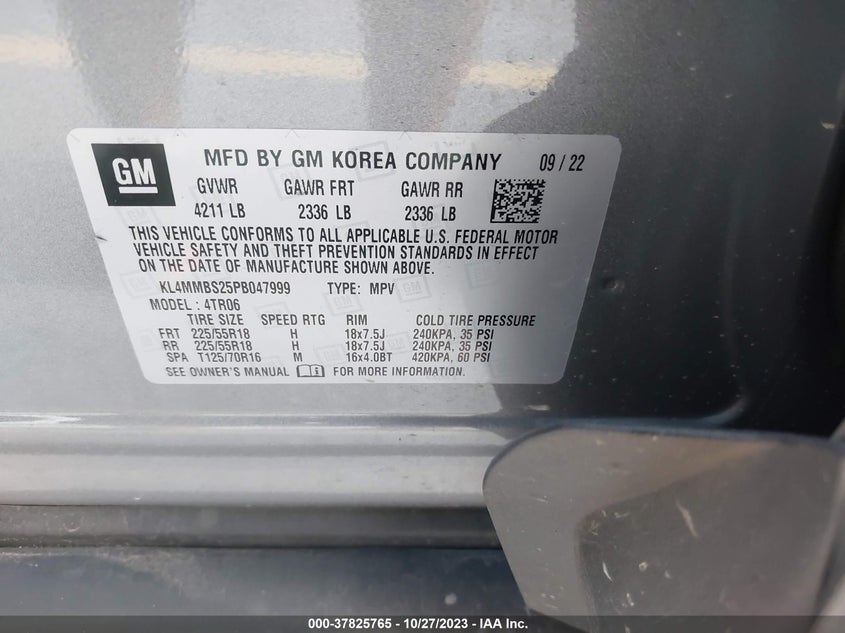 GM MFD BY GM KOREA COMPANY 09/22
GVWR GAWR FRT GAWR RR
4211 LB 2336 LB 2336 LB
THIS VEHICLE CONFORMS TO ALL APPLICABLE U.S. FEDERAL MOTOR
VEHICLE SAFETY AND THEFT PREVENTION STANDARDS IN EFFECT
ON THE DATE OF MANUFACTURE SHOWN ABOVE.
KL4MMBS25PB047999 TYPE: MPV
MODEL: 4TR06
TIRE SIZE SPEED RTG RIM COLD TIRE PRESSURE
FRT 225/55R18 H 18x7.5J 240KPA, 35 PSI
RR 225/55R18 H 18x7.5J 240KPA, 35 PSI
SPA T125/70R16 M 16x4.0BT 420KPA, 60 PSI
SEE OWNER'S MANUAL FOR MORE INFORMATION.
000-37825765 - 10/27/2023 - IAA Inc.